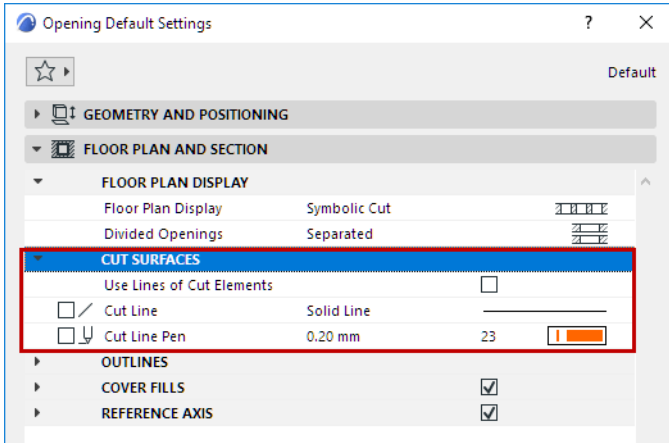 Opening Default Settings ? ×
Default
GEOMETRY AND POSITIONING
FLOOR PLAN AND SECTION
FLOOR PLAN DISPLAY
Floor Plan Display Symbolic Cut
Divided Openings Separated
CUT SURFACES
Use Lines of Cut Elements
Cut Line Solid Line
Cut Line Pen 0.20 mm 23
OUTLINES
COVER FILLS
REFERENCE AXIS